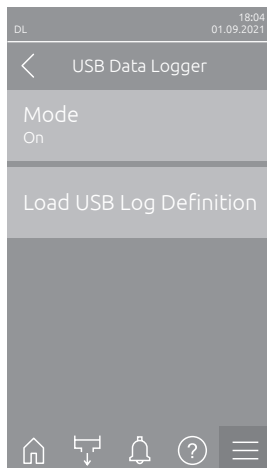 18:04
DL 01.09.2021
USB Data Logger
Mode
On
Load USB Log Definition
?